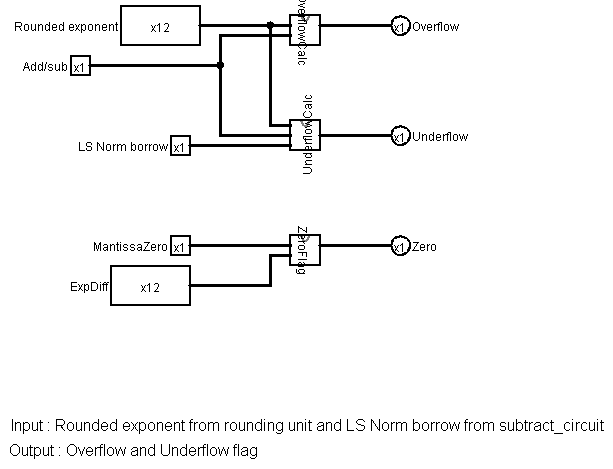 Rounded exponent x12 OverflowCalc x1 Overflow
Add/sub x1
LS Norm borrow x1 UnderflowCalc x1 Underflow
MantissaZero x1 ZeroFlag x1 Zero
ExpDiff x12
Input : Rounded exponent from rounding unit and LS Norm borrow from subtract_circuit
Output : Overflow and Underflow flag